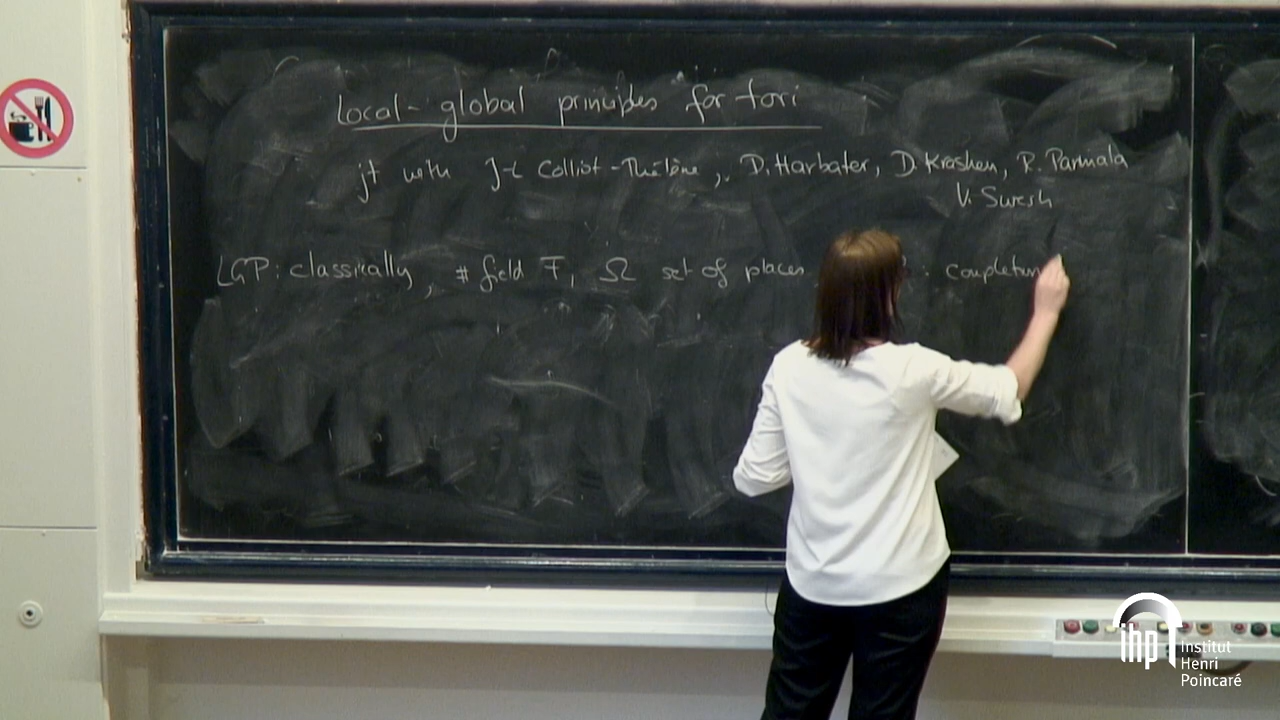 Local-global principles for tori
jt with J-L Colliot-Thélène, D. Harbater, D. Krashen, R. Parimala
V. Suresh
LGP: classically, # field F, Ω set of places completion
ihp
Institut
Henri
Poincaré